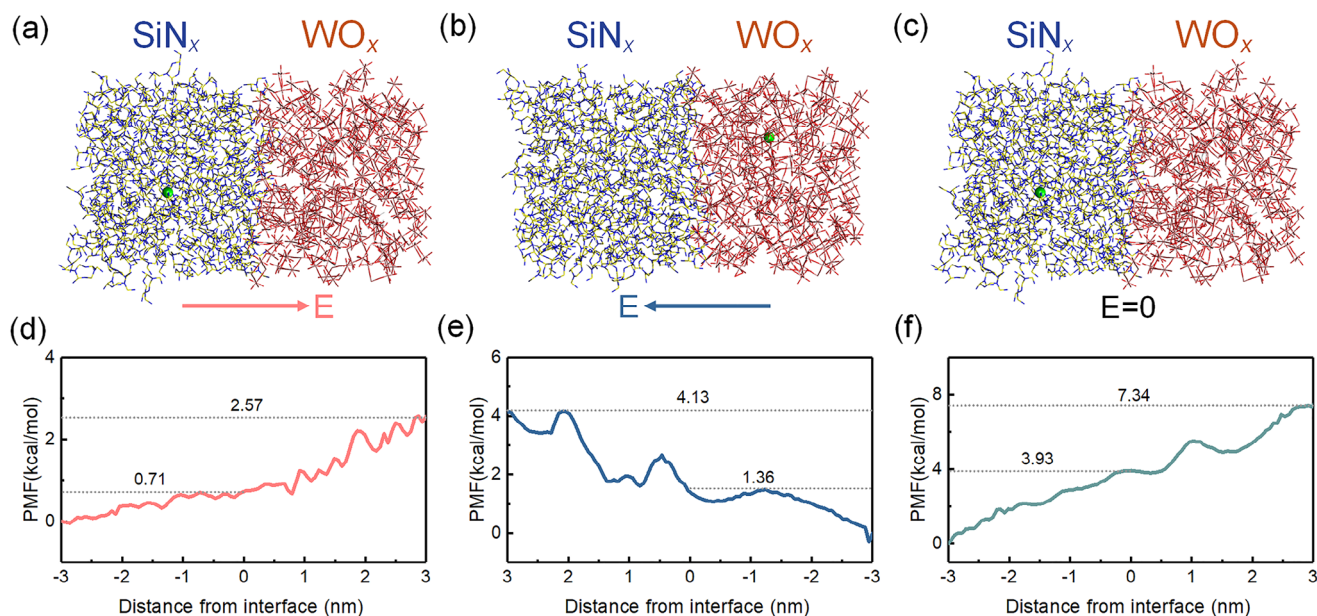 (a) SiNx WOx
(b) SiNx WOx
(c) SiNx WOx
E
E
E=0
(d)
PMF(kcal/mol)
4
2
0
2.57
0.71
-3 -2 -1 0 1 2 3
Distance from interface (nm)
(e)
PMF(kcal/mol)
6
4
2
0
4.13
1.36
3 2 1 0 -1 -2 -3
Distance from interface (nm)
(f)
PMF(kcal/mol)
8
4
0
7.34
3.93
-3 -2 -1 0 1 2 3
Distance from interface (nm)